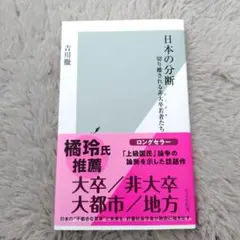 日本の分断
切り離される非大卒若者たち
吉川徹
橘玲氏
推薦
ロングセラー
「上級国民」論争の
論拠を示した話題作
大卒/非大卒
大都市/地方